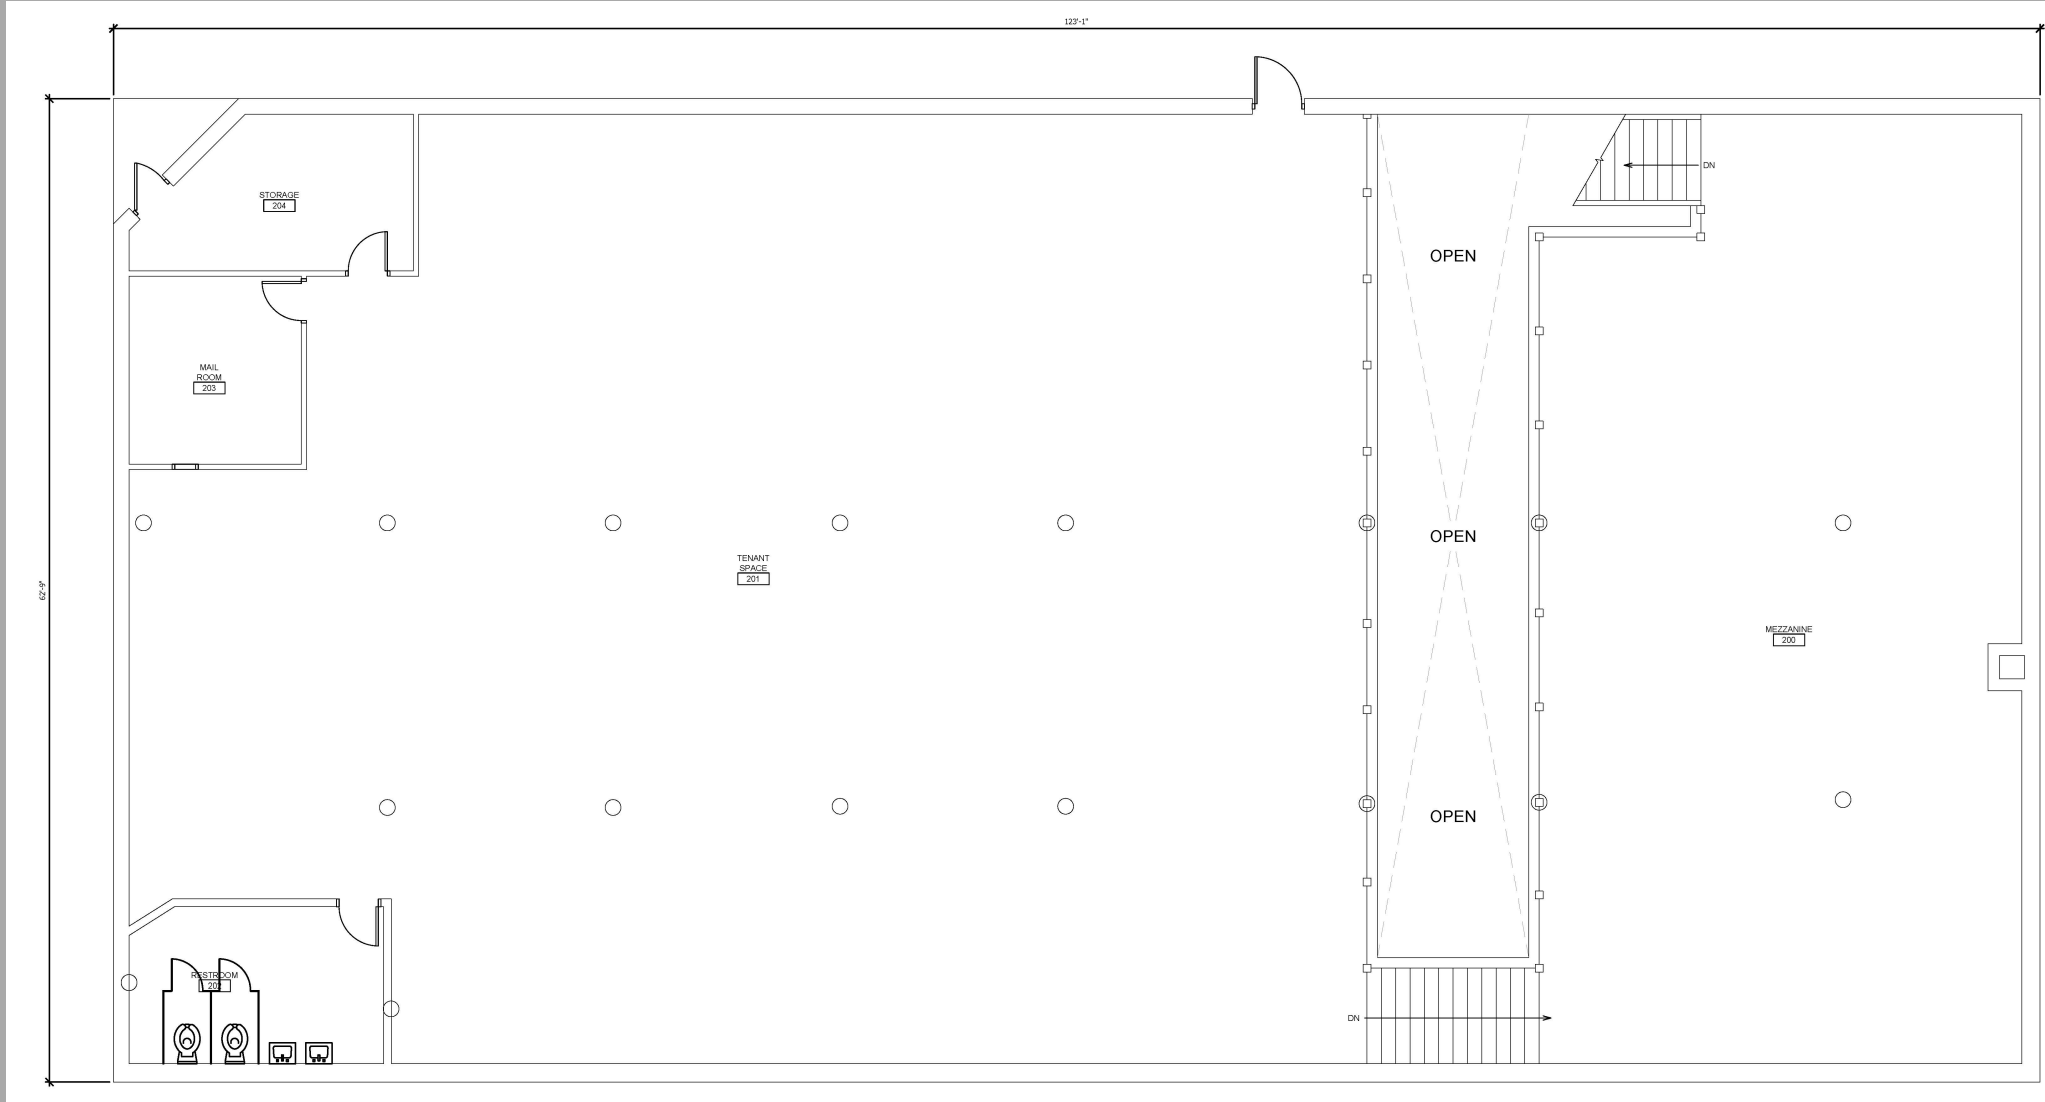 123'-1"
DN
STORAGE
204
OPEN
MAIL
ROOM
203
OPEN
TENANT
SPACE
201
62'-9"
MEZZANINE
200
OPEN
RESTROOM
202
DN